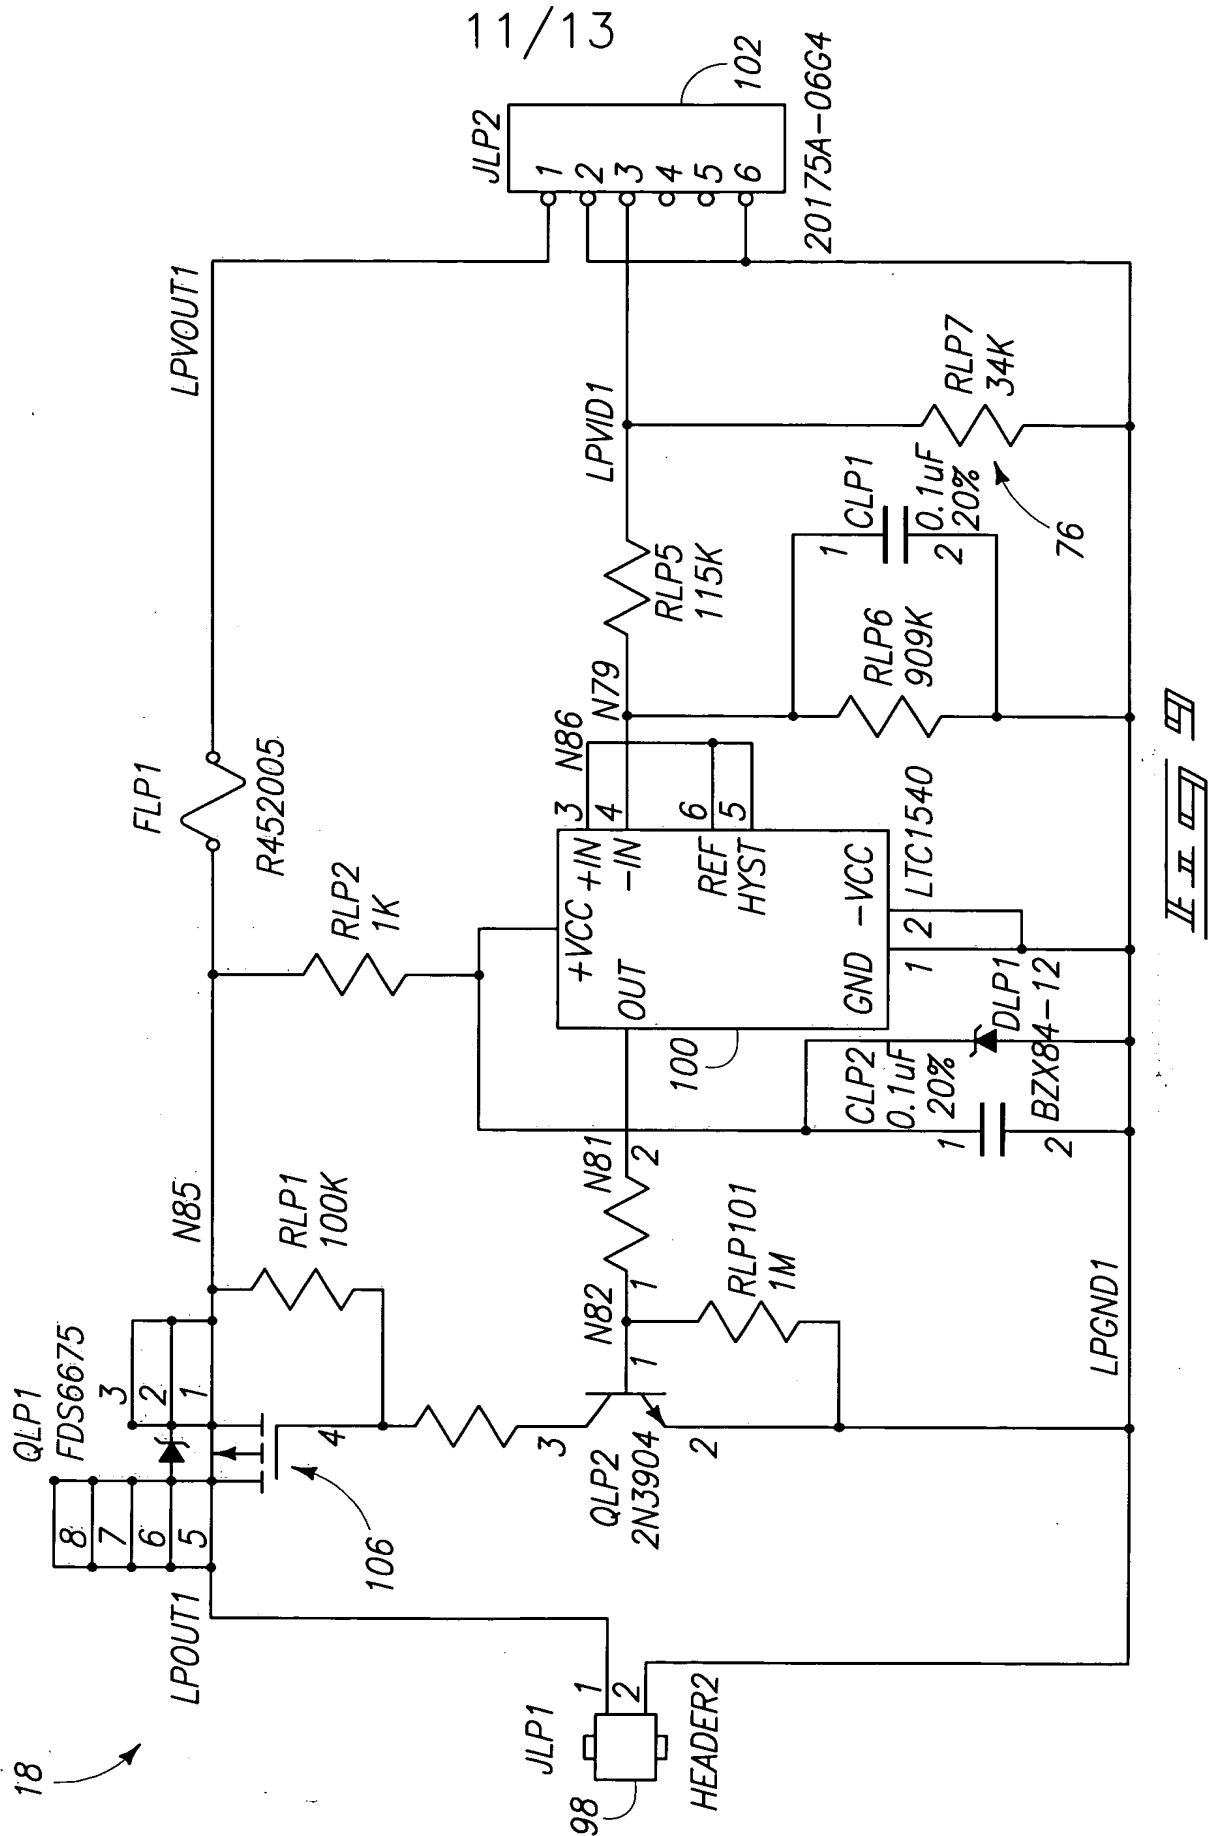 11/13
18
QLP1
FDS6675
8
7
6
5
3
2
1
4
106
LPOUT1
N85
RLP1
100K
FLP1
R452005
LPVOUT1
RLP2
1K
JLP2
1
2
3
4
5
6
102
20175A-06G4
JLP1
1
2
98
HEADER2
QLP2
2N3904
3
1
2
N82
1
N81
2
RLP101
1M
100
+VCC
+IN
-IN
OUT
REF
HYST
GND
-VCC
3
4
6
5
1
2
LTC1540
N86
N79
RLP5
115K
LPVID1
CLP2
0.1uF
20%
1
2
DLP1
BZX84-12
RLP6
909K
CLP1
0.1uF
20%
1
2
RLP7
34K
76
LPGND1
FIG 9